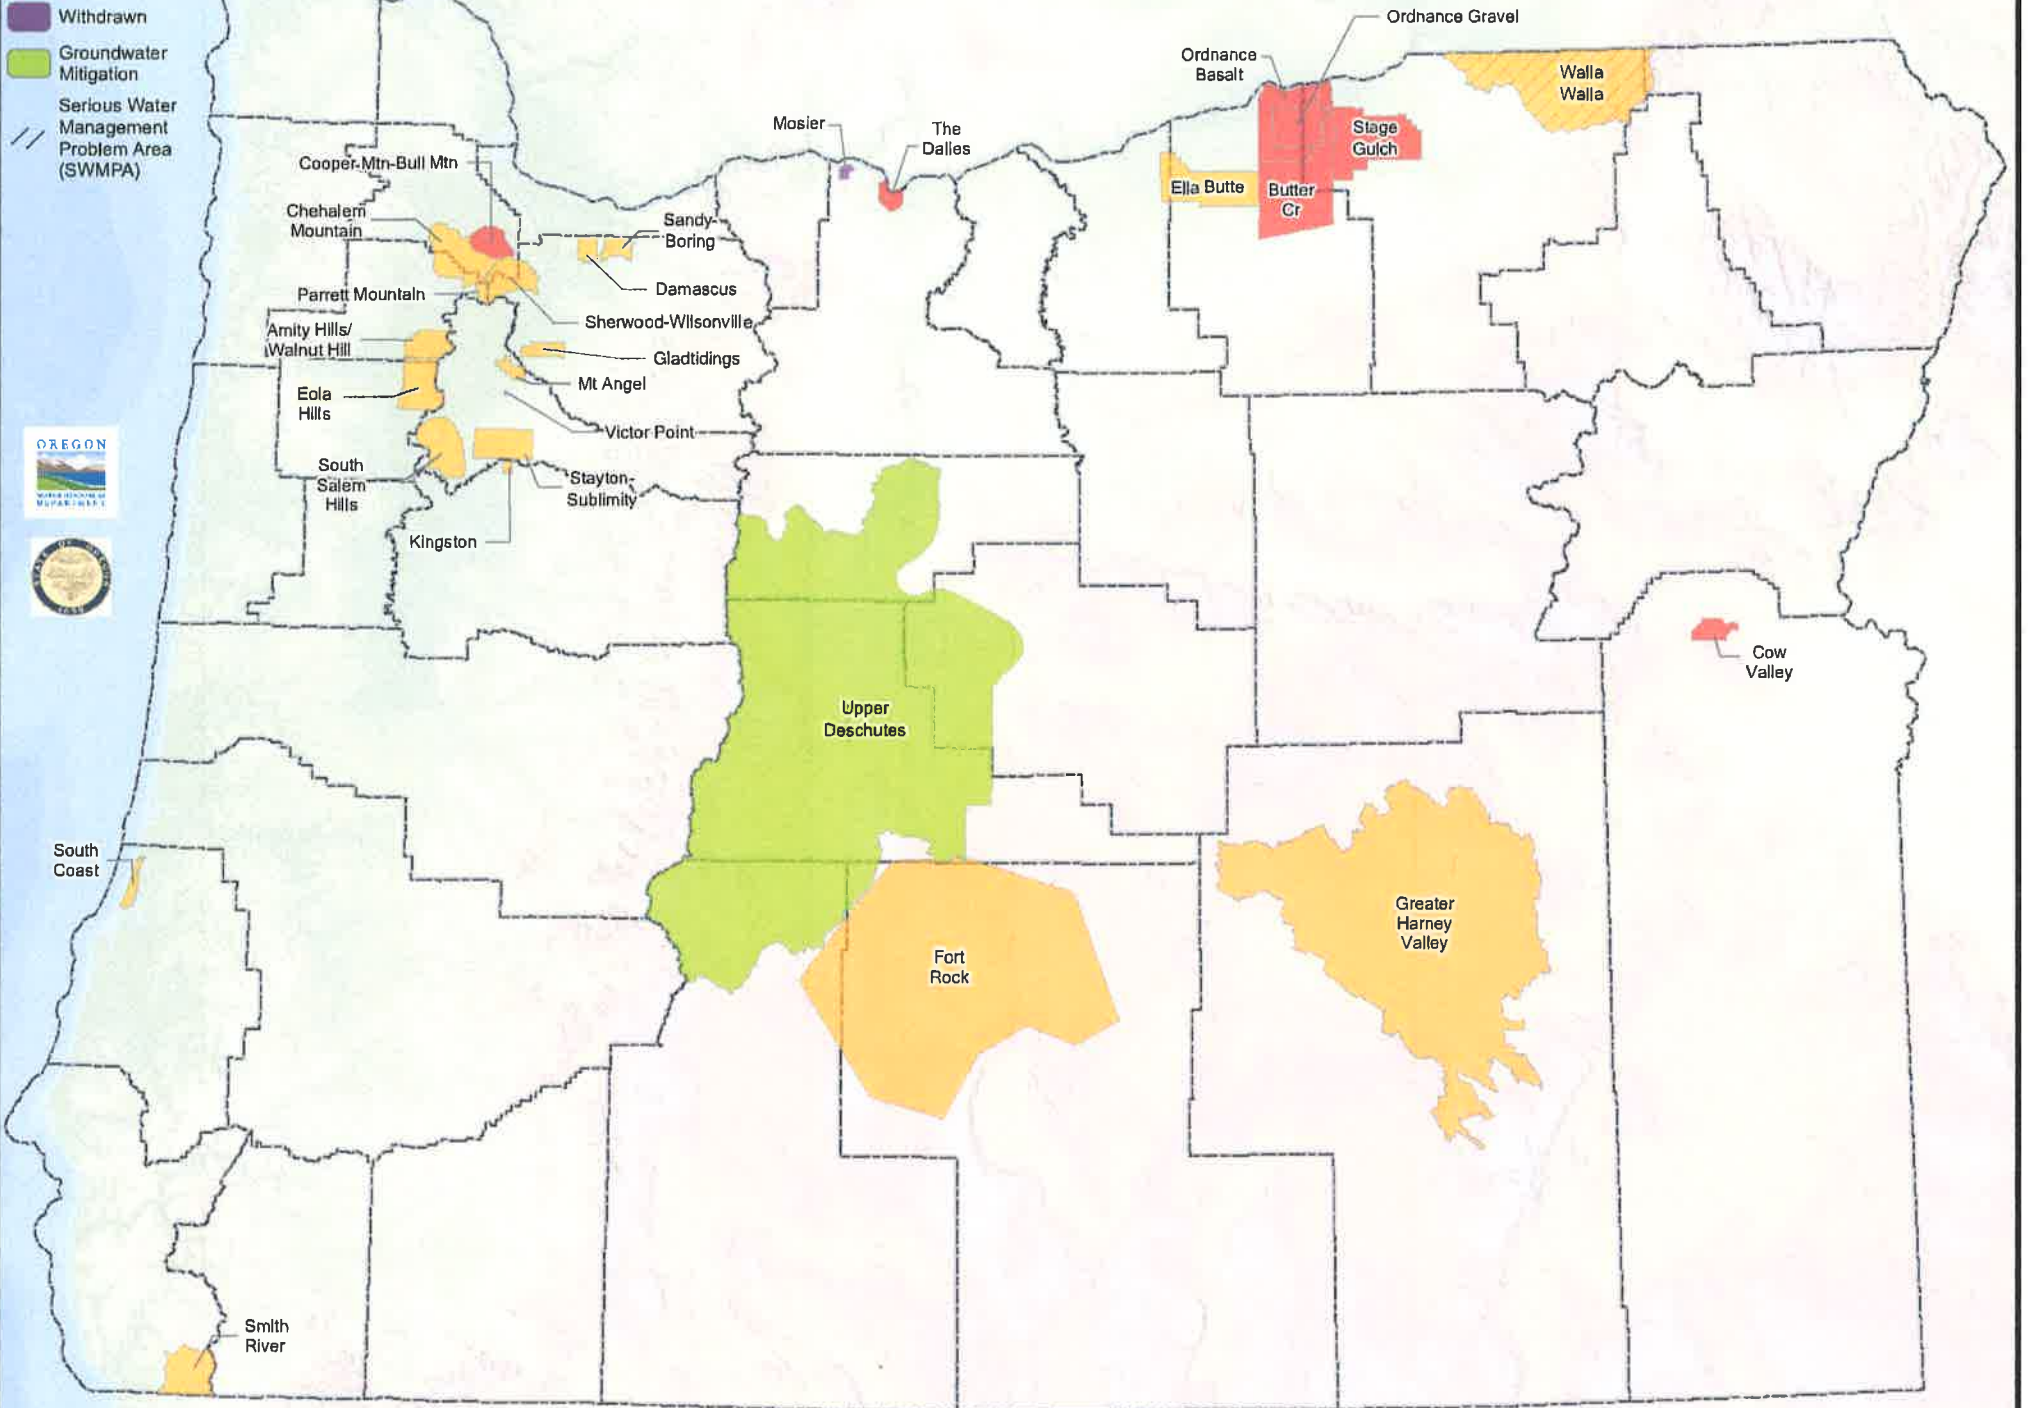 Withdrawn
Groundwater
Mitigation
Serious Water
Management
Problem Area
(SWMPA)
Ordnance Gravel
Ordnance
Basalt
Walla
Walla
Mosier
The
Dalles
Stage
Gulch
Cooper-Mtn-Bull Mtn
Ella Butte
Butter
Cr
Chehalem
Mountain
Sandy-
Boring
Damascus
Parrett Mountain
Sherwood-Wilsonville
Amity Hills/
Walnut Hill
Gladtidings
Mt Angel
Eola
Hills
Victor Point
OREGON
DEPARTMENT
South
Salem
Hills
Stayton-
Sublimity
Kingston
Cow
Valley
Upper
Deschutes
South
Coast
Greater
Harney
Valley
Fort
Rock
Smith
River